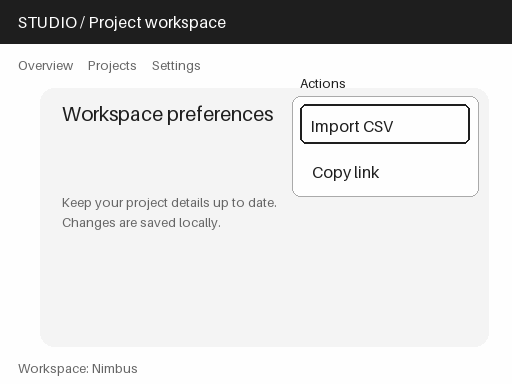 STUDIO / Project workspace
Overview Projects Settings
Actions
Workspace preferences
Import CSV
Copy link
Keep your project details up to date.
Changes are saved locally.
Workspace: Nimbus